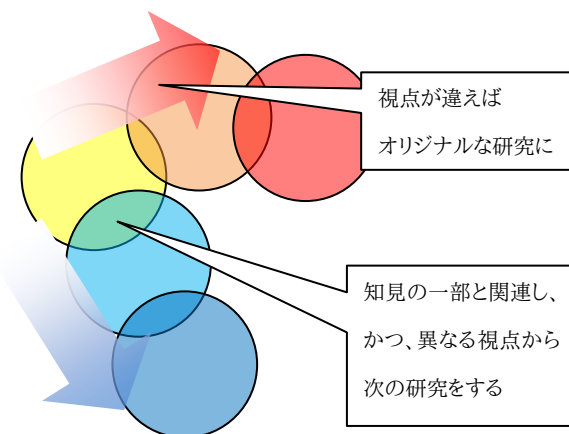 視点が違えば
オリジナルな研究に
知見の一部と関連し、
かつ、異なる視点から
次の研究をする